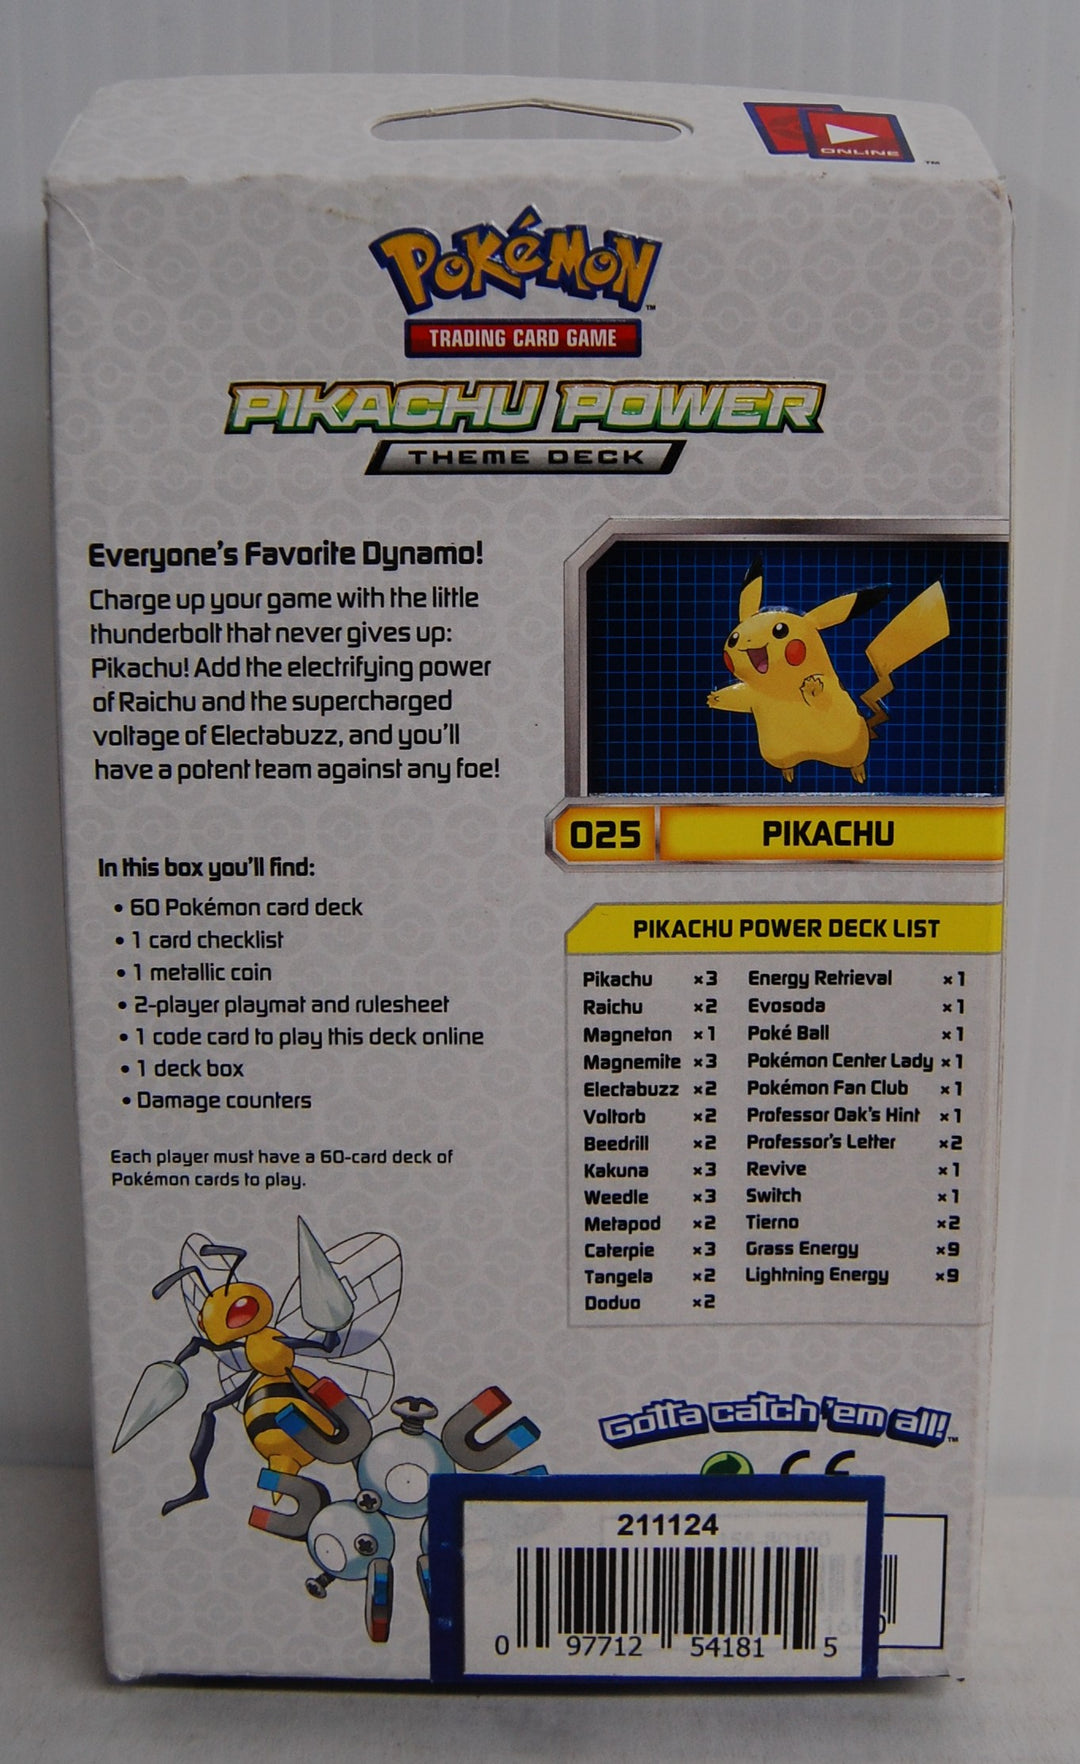 ONLINE
™
POKéMON
™
TRADING CARD GAME
PIKACHU POWER
THEME DECK
Everyone's Favorite Dynamo!
Charge up your game with the little
thunderbolt that never gives up:
Pikachu! Add the electrifying power
of Raichu and the supercharged
voltage of Electabuzz, and you'll
have a potent team against any foe!
025 PIKACHU
In this box you'll find:
• 60 Pokémon card deck
• 1 card checklist
• 1 metallic coin
• 2-player playmat and rulesheet
• 1 code card to play this deck online
• 1 deck box
• Damage counters
Each player must have a 60-card deck of
Pokémon cards to play.
PIKACHU POWER DECK LIST
Pikachu ×3 Energy Retrieval ×1
Raichu ×2 Evosoda ×1
Magneton ×1 Poké Ball ×1
Magnemite ×3 Pokémon Center Lady ×1
Electabuzz ×2 Pokémon Fan Club ×1
Voltorb ×2 Professor Oak's Hint ×1
Beedrill ×2 Professor's Letter ×2
Kakuna ×3 Revive ×1
Weedle ×3 Switch ×1
Metapod ×2 Tierno ×2
Caterpie ×3 Grass Energy ×9
Tangela ×2 Lightning Energy ×9
Doduo ×2
Gotta catch 'em all!™
CE
211124
0 97712 54181 5